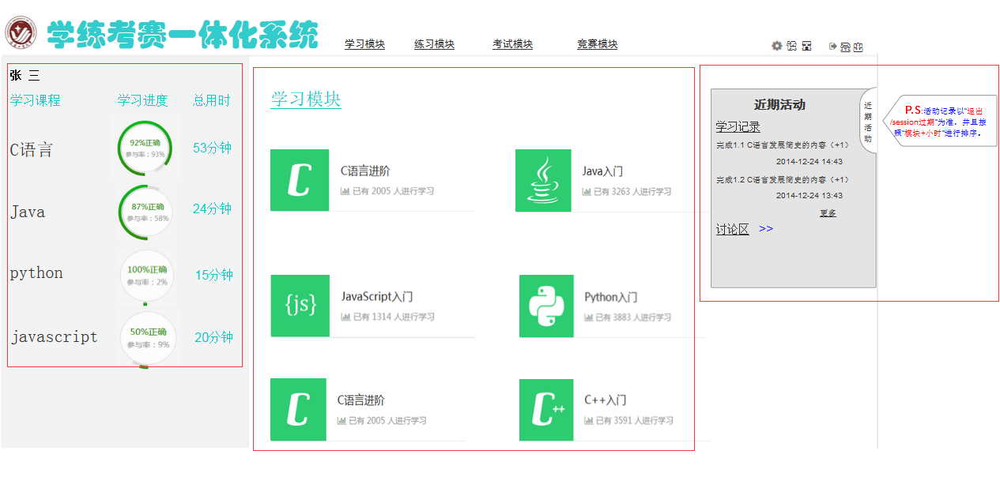 学练考赛一体化系统
学习模块 练习模块 考试模块 竞赛模块
设置 登出
张 三
学习课程 学习进度 总用时
C语言
92%正确
参与率：93%
53分钟
Java
87%正确
参与率：58%
24分钟
python
100%正确
参与率：2%
15分钟
javascript
50%正确
参与率：9%
20分钟
学习模块
C语言进阶
已有 2005 人进行学习
Java入门
已有 3263 人进行学习
{js}
JavaScript入门
已有 1314 人进行学习
Python入门
已有 3883 人进行学习
C
C语言进阶
已有 2005 人进行学习
C++
C++入门
已有 3591 人进行学习
近期活动
学习记录
完成1.1 C语言发展简史的内容（+1）
2014-12-24 14:43
完成1.2 C语言发展简史的内容（+1）
2014-12-24 13:43
更多
讨论区 >>
近
期
活
动
P.S:活动记录以“退出
/session过期”为准，并且按
照“模块+小时”进行排序。